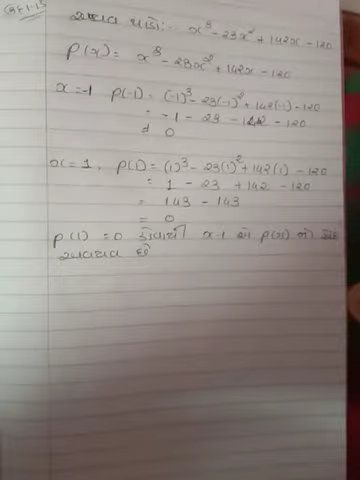 અવયવ પાડો:- x³ - 23x² + 142x - 120
p(x) = x³ - 23x² + 142x - 120
x = -1 p(-1) = (-1)³ - 23(-1)² + 142(-1) - 120
= -1 - 23 - 142 - 120
≠ 0
x = 1, p(1) = (1)³ - 23(1)² + 142(1) - 120
= 1 - 23 + 142 - 120
= 143 - 143
= 0
p(1) = 0 હોવાથી x-1 એ p(x) નો એક
અવયવ છે